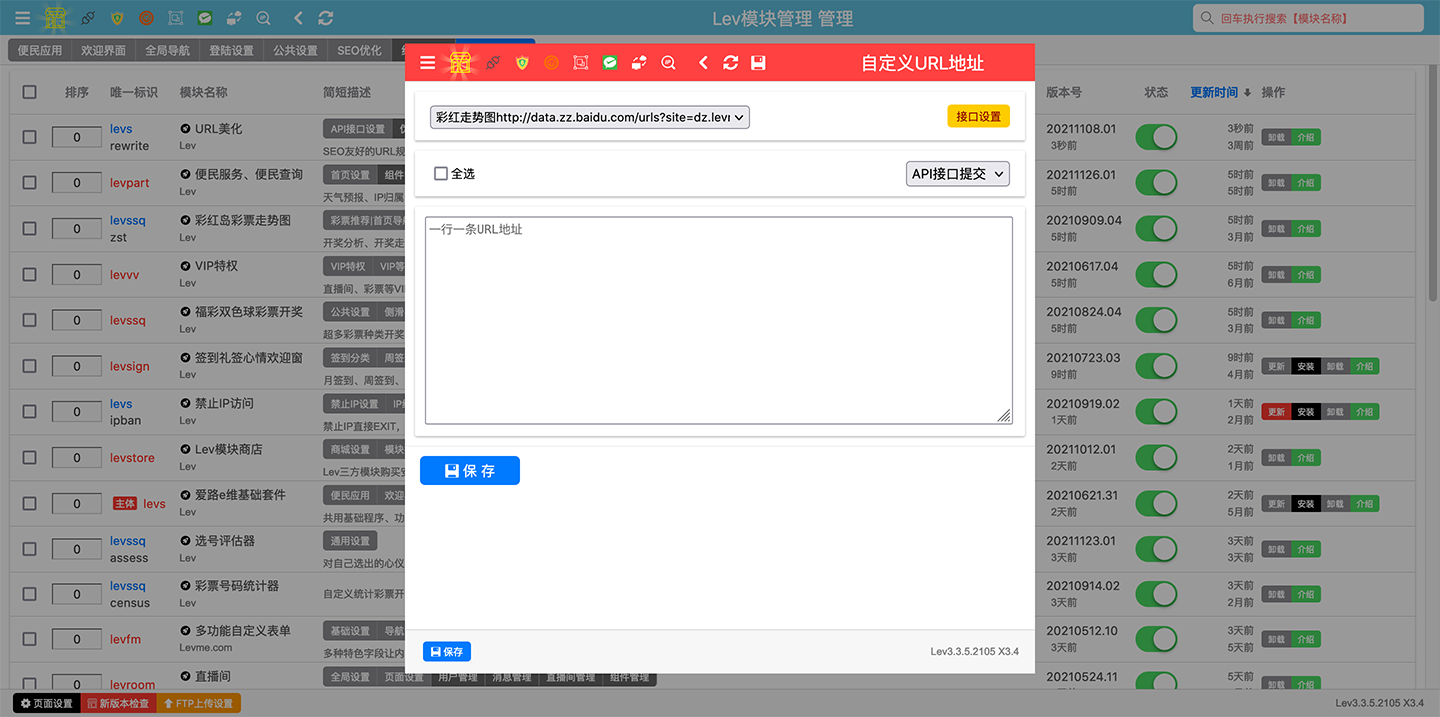 Lev模块管理 管理
回车执行搜索【模块名称】
便民应用 欢迎界面 全局导航 登陆设置 公共设置 SEO优化
自定义URL地址
彩红走势图http://data.zz.baidu.com/urls?site=dz.lev
接口设置
全选
API接口提交
一行一条URL地址
保 存
保存
Lev3.3.5.2105 X3.4
排序 唯一标识 模块名称 简短描述 版本号 状态 更新时间 操作
0 levs rewrite URL美化 Lev API接口设置 20211108.01 3秒前 3秒前 3周前 卸载 介绍
SEO友好的URL规
0 levpart 便民服务、便民查询 Lev 首页设置 组件 20211126.01 5时前 5时前 5时前 卸载 介绍
天气预报、IP归属
0 levssq zst 彩红岛彩票走势图 Lev 彩票推荐|首页导航 20210909.04 5时前 5时前 3月前 卸载 介绍
开奖分析、开奖走
0 levvv VIP特权 Lev VIP特权 VIP等 20210617.04 5时前 5时前 6月前 卸载 介绍
直播间、彩票等VI
0 levssq 福彩双色球彩票开奖 Lev 公共设置 侧滑 20210824.04 5时前 5时前 3月前 卸载 介绍
超多彩票种类开奖
0 levsign 签到礼签心情欢迎窗 Lev 签到分类 周签 20210723.03 9时前 9时前 4月前 更新 安装 卸载 介绍
月签到、周签到、
0 levs ipban 禁止IP访问 Lev 禁止IP设置 IP 20210919.02 1天前 1天前 2月前 更新 安装 卸载 介绍
禁止IP直接EXIT,
0 levstore Lev模块商店 Lev 商城设置 模块 20211012.01 2天前 2天前 1月前 卸载 介绍
Lev三方模块购买安
0 主体 levs 爱路e维基础套件 Lev 便民应用 欢迎 20210621.31 2天前 2天前 5月前 更新 安装 卸载 介绍
共用基础程序、功
0 levssq assess 选号评估器 Lev 通用设置 20211123.01 3天前 3天前 3天前 卸载 介绍
对自己选出的心仪
0 levssq census 彩票号码统计器 Lev 自定义统计彩票开 20210914.02 3天前 3天前 2月前 卸载 介绍
0 levfm 多功能自定义表单 Levme.com 基础设置 导航 20210512.10 3天前 3天前 5天前 卸载 介绍
多种特色字段让内
0 levroom 直播间 全局设置 页面设置 用户管理 消息管理 直播间管理 组件管理 20210524.11 5天前 卸载 介绍
页面设置 新版本检查 FTP上传设置
Lev3.3.5.2105 X3.4